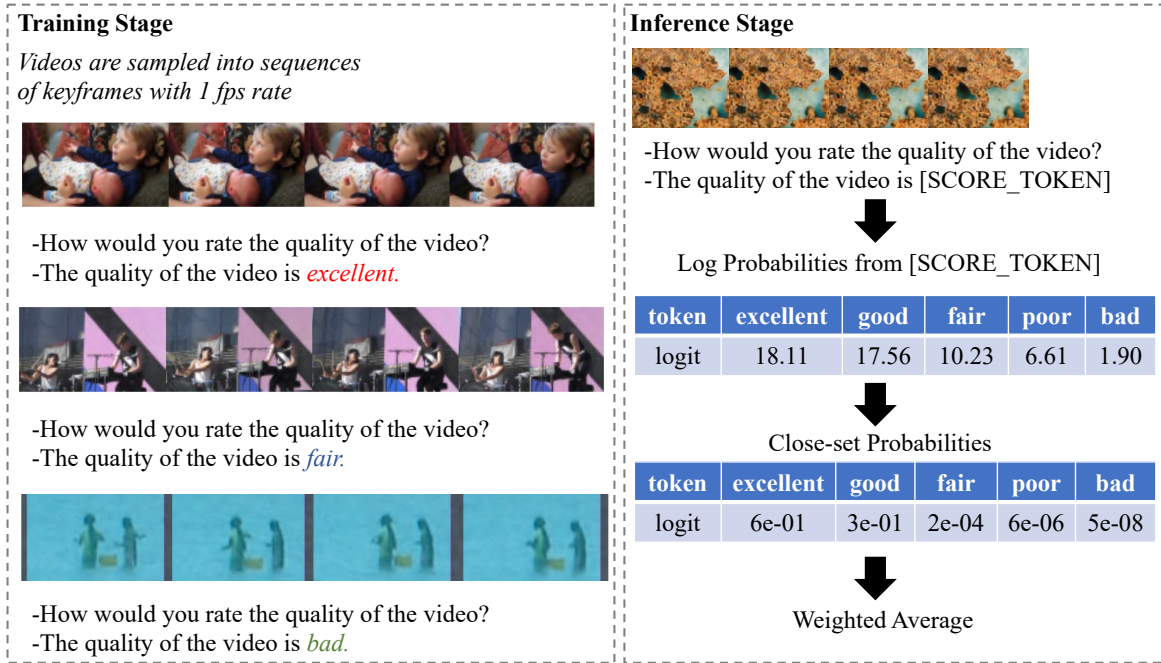 Training Stage
Videos are sampled into sequences
of keyframes with 1 fps rate
-How would you rate the quality of the video?
-The quality of the video is excellent.
-How would you rate the quality of the video?
-The quality of the video is fair.
-How would you rate the quality of the video?
-The quality of the video is bad.
Inference Stage
-How would you rate the quality of the video?
-The quality of the video is [SCORE_TOKEN]
Log Probabilities from [SCORE_TOKEN]
token excellent good fair poor bad
logit 18.11 17.56 10.23 6.61 1.90
Close-set Probabilities
token excellent good fair poor bad
logit 6e-01 3e-01 2e-04 6e-06 5e-08
Weighted Average